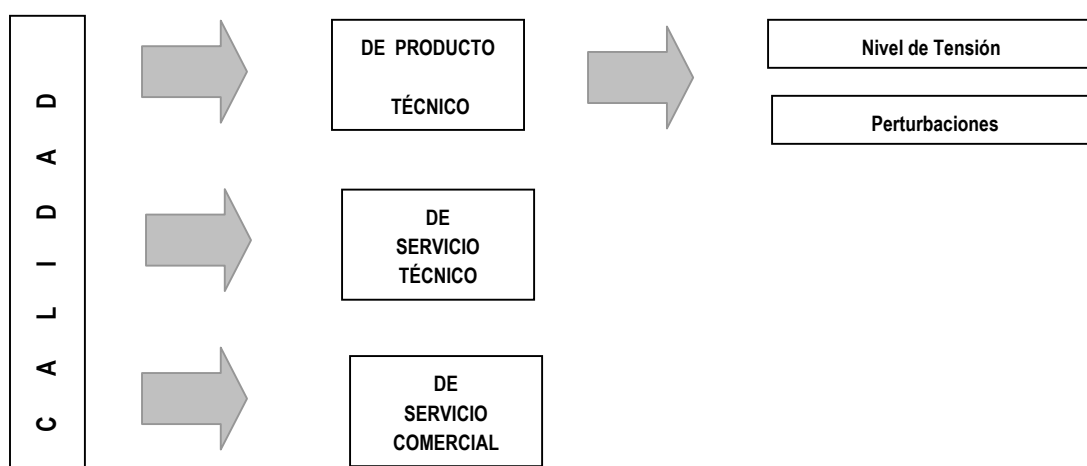 CALIDAD
DE PRODUCTO
TÉCNICO
Nivel de Tensión
Perturbaciones
DE
SERVICIO
TÉCNICO
DE
SERVICIO
COMERCIAL